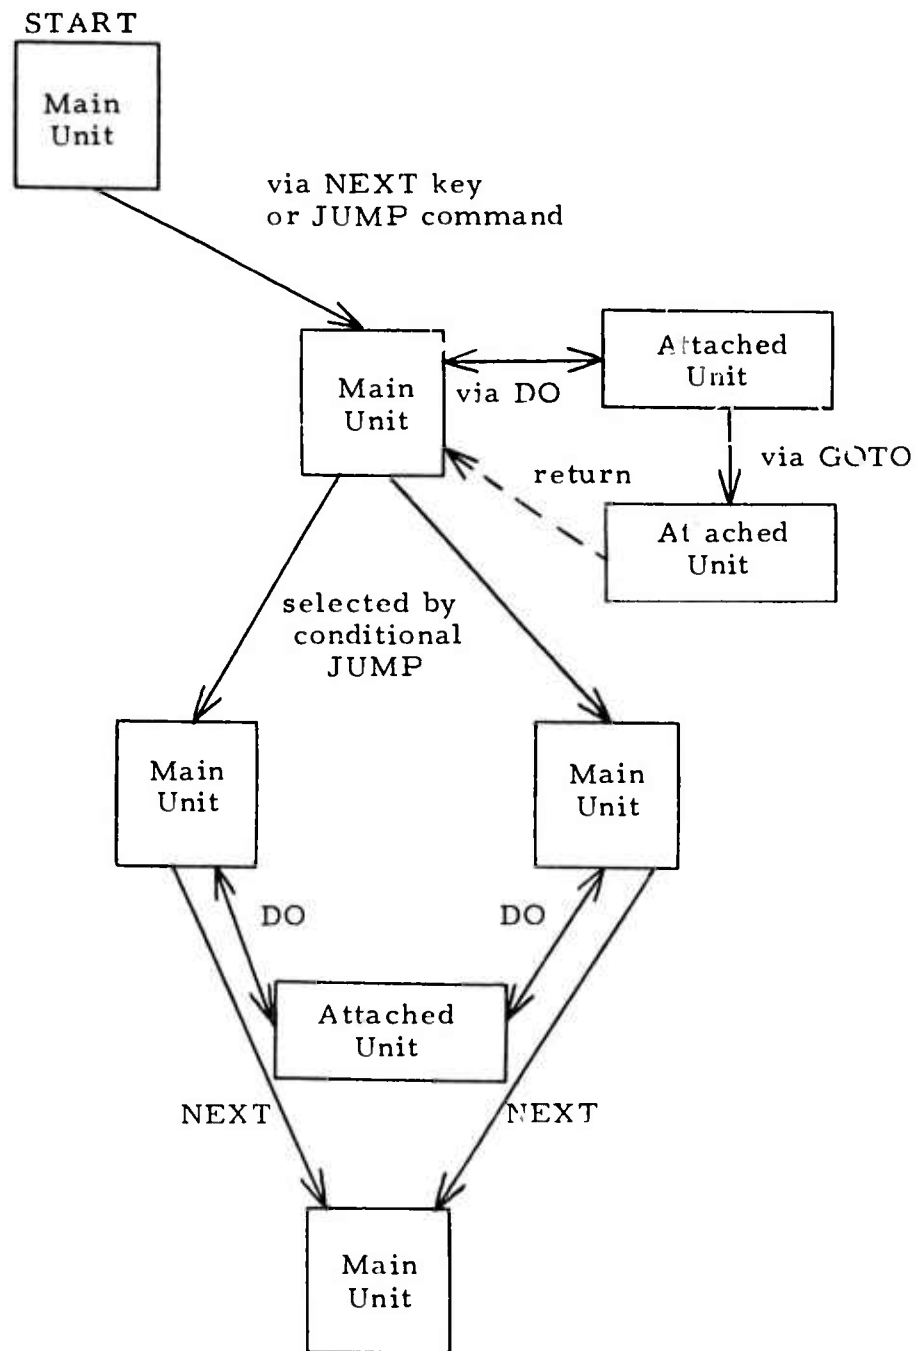 START
Main
Unit
via NEXT key
or JUMP command
Main
Unit
via DO
Attached
Unit
via GOTO
return
Attached
Unit
selected by
conditional
JUMP
Main
Unit
Main
Unit
DO
DO
Attached
Unit
NEXT
NEXT
Main
Unit